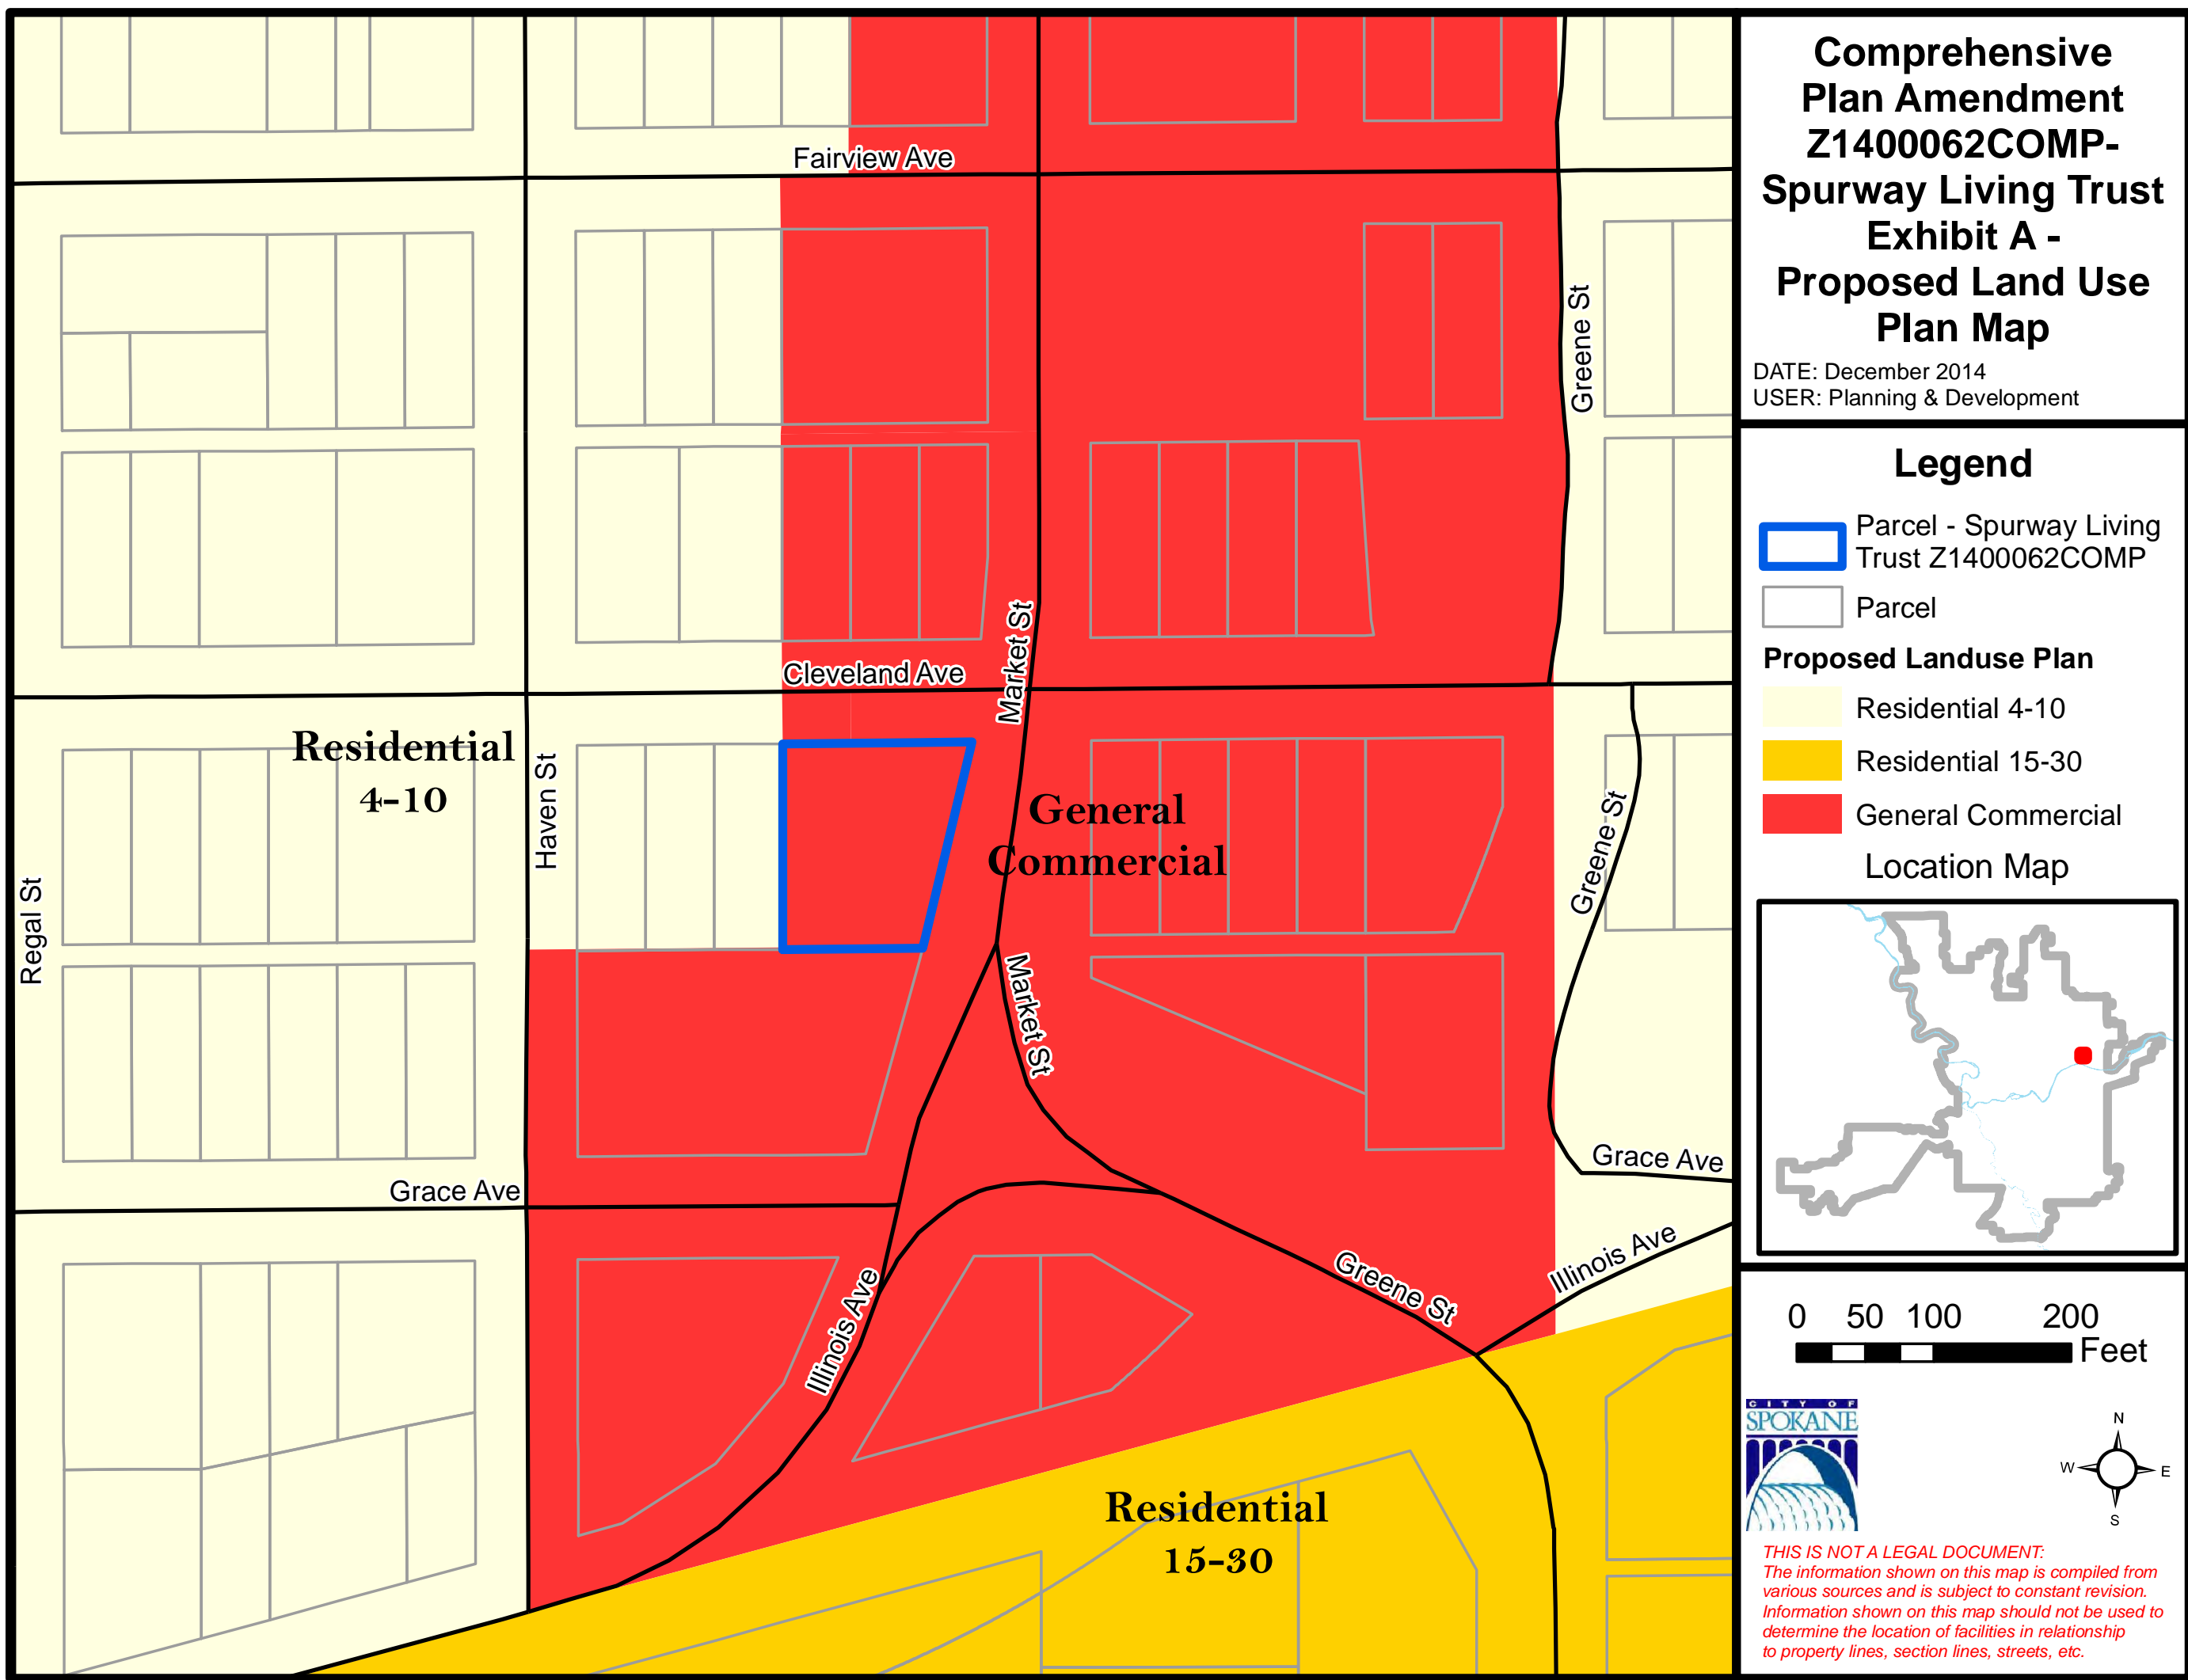 Comprehensive
Plan Amendment
Z1400062COMP-
Spurway Living Trust
Exhibit A -
Proposed Land Use
Plan Map
DATE: December 2014
USER: Planning & Development
Legend
Parcel - Spurway Living
Trust Z1400062COMP
Parcel
Proposed Landuse Plan
Residential 4-10
Residential 15-30
General Commercial
Location Map
0 50 100 200
Feet
CITY OF
SPOKANE
N
W E
S
THIS IS NOT A LEGAL DOCUMENT:
The information shown on this map is compiled from
various sources and is subject to constant revision.
Information shown on this map should not be used to
determine the location of facilities in relationship
to property lines, section lines, streets, etc.
Fairview Ave
Greene St
Market St
Cleveland Ave
Residential
4-10
Haven St
General
Commercial
Greene St
Regal St
Market St
Grace Ave
Grace Ave
Illinois Ave
Greene St
Illinois Ave
Residential
15-30